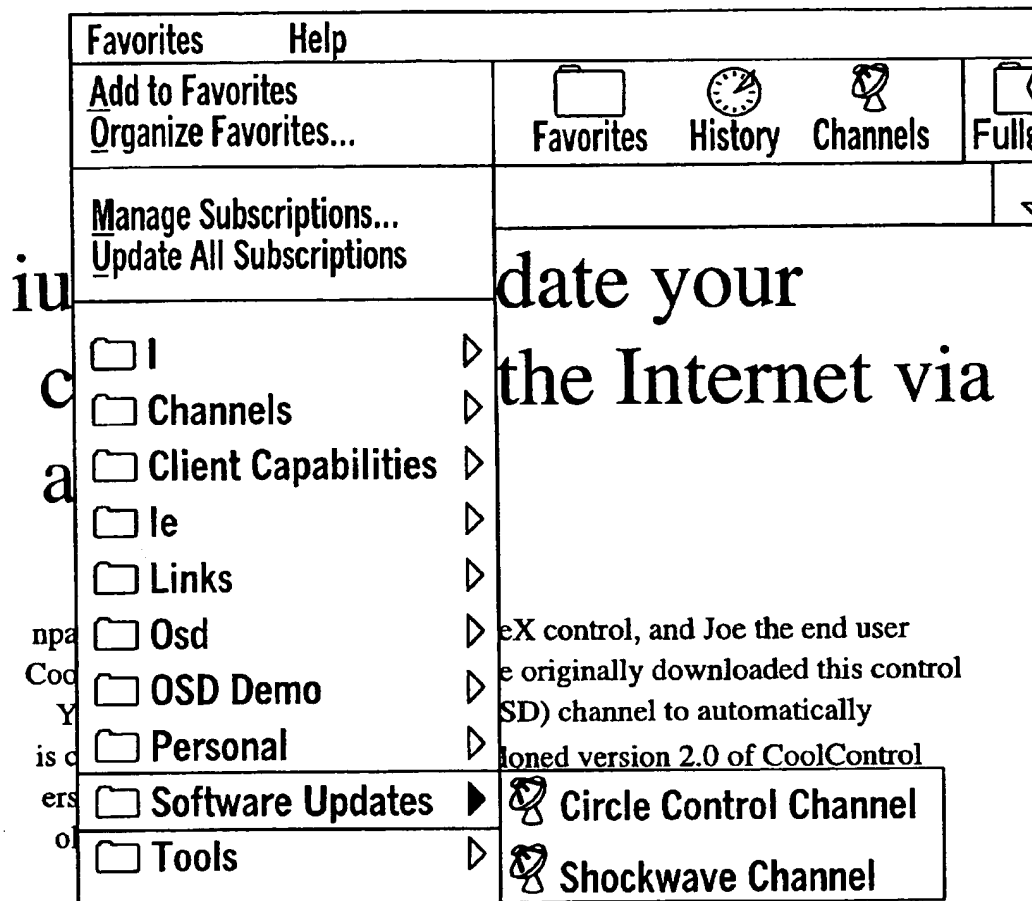 Favorites Help
Add to Favorites
Organize Favorites...
Favorites History Channels
Manage Subscriptions...
Update All Subscriptions
date your
the Internet via
a
I
Channels
Client Capabilities
Ie
Links
Osd
OSD Demo
Personal
Software Updates
Tools
eX control, and Joe the end user
e originally downloaded this control
SD) channel to automatically
version 2.0 of CoolControl
Circle Control Channel
Shockwave Channel